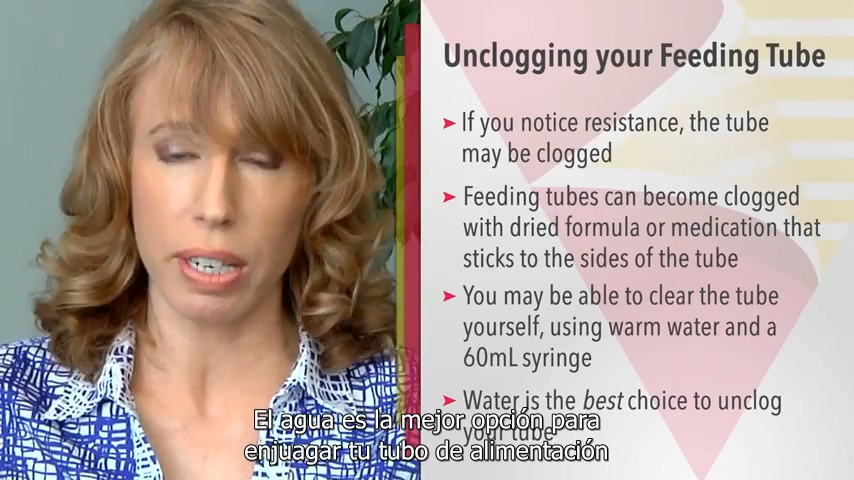 Unclogging your Feeding Tube
If you notice resistance, the tube
may be clogged
Feeding tubes can become clogged
with dried formula or medication that
sticks to the sides of the tube
You may be able to clear the tube
yourself, using warm water and a
60mL syringe
Water is the best choice to unclog
your tube
El agua es la mejor opción para
enjuagar tu tubo de alimentación